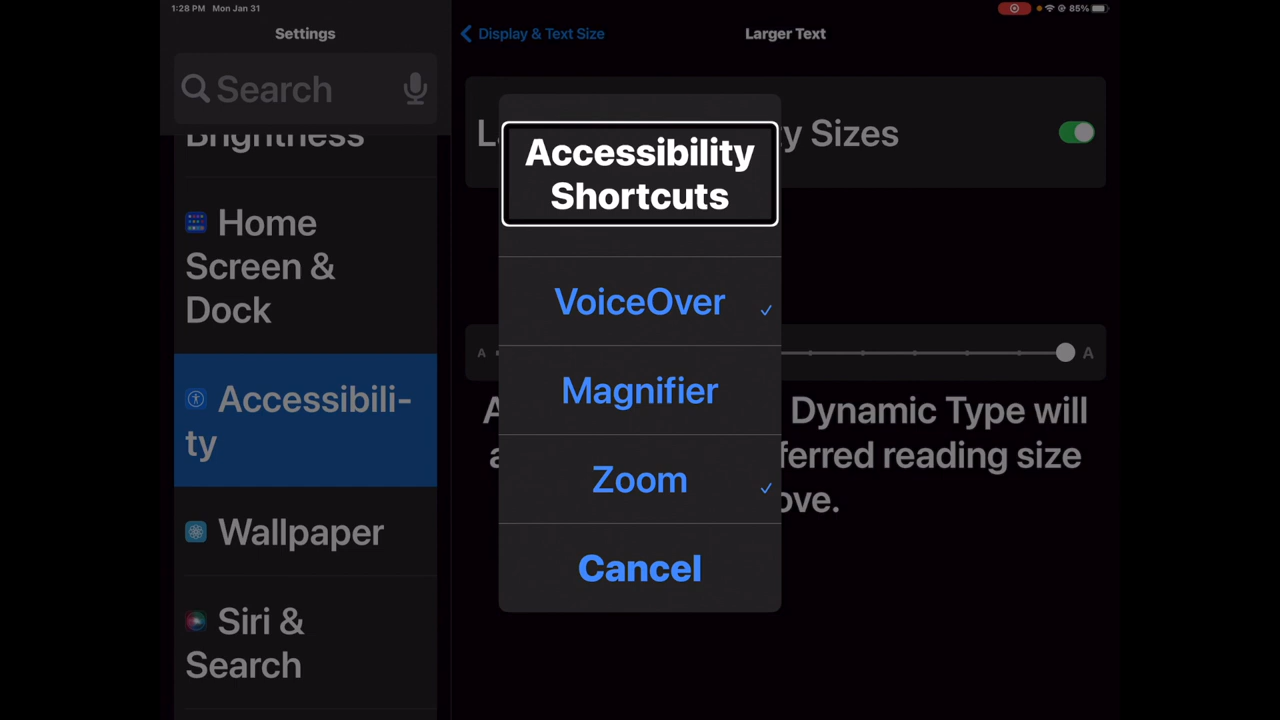 1:28 PM Mon Jan 31
85%
Settings
Search
Brightness
Home
Screen &
Dock
Accessibili-
ty
Wallpaper
Siri &
Search
Display & Text Size
Larger Text
L
y Sizes
A
A
A
Dynamic Type will
a
ferred reading size
ove.
Accessibility
Shortcuts
VoiceOver
Magnifier
Zoom
Cancel